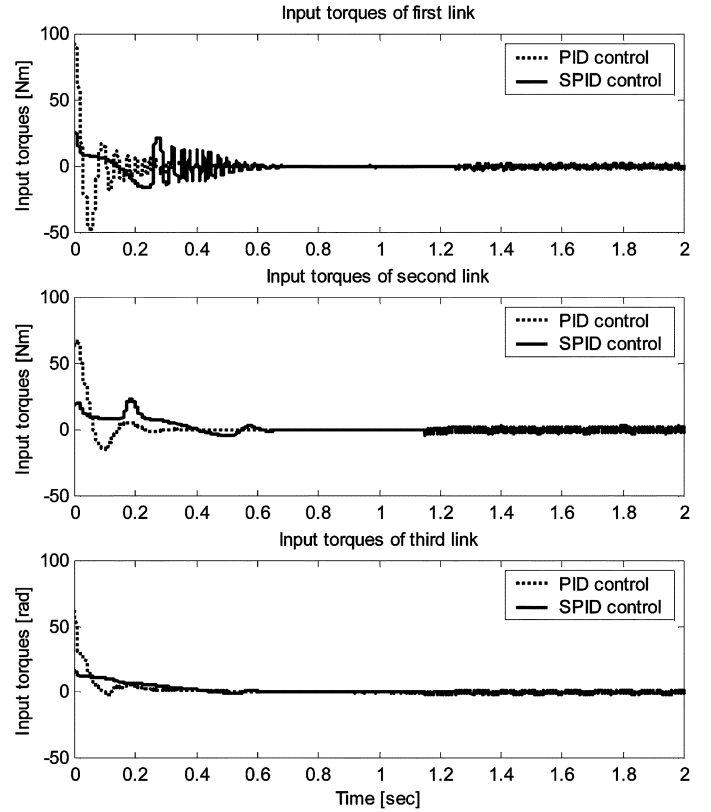 Input torques of first link
100
50
0
-50
Input torques [Nm]
PID control
SPID control
0 0.2 0.4 0.6 0.8 1 1.2 1.4 1.6 1.8 2
Input torques of second link
100
50
0
-50
Input torques [Nm]
PID control
SPID control
0 0.2 0.4 0.6 0.8 1 1.2 1.4 1.6 1.8 2
Input torques of third link
100
50
0
-50
Input torques [rad]
PID control
SPID control
0 0.2 0.4 0.6 0.8 1 1.2 1.4 1.6 1.8 2
Time [sec]